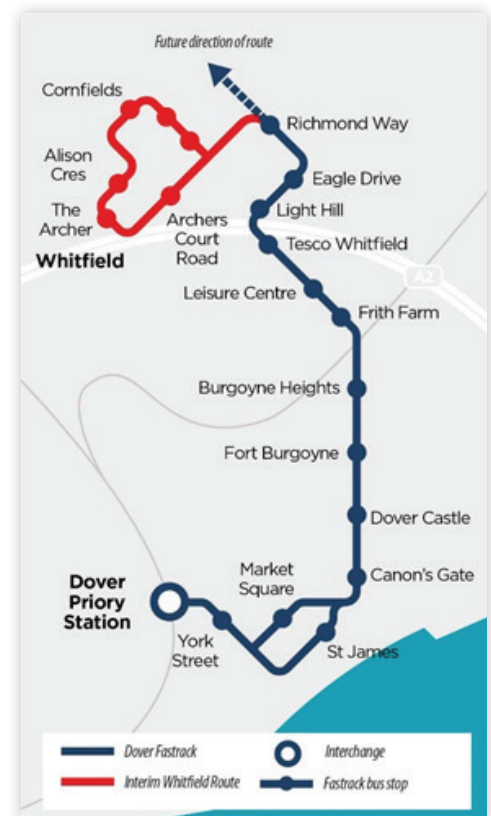 Future direction of route
Cornfields
Richmond Way
Alison
Cres
Eagle Drive
The
Archer
Archers
Court
Road
Light Hill
Whitfield
Tesco Whitfield
A2
Leisure Centre
Frith Farm
Burgoyne Heights
Fort Burgoyne
Dover Castle
Market
Square
Canon's Gate
Dover
Priory
Station
York
Street
St James
Dover Fastrack
Interchange
Interim Whitfield Route
Fastrack bus stop